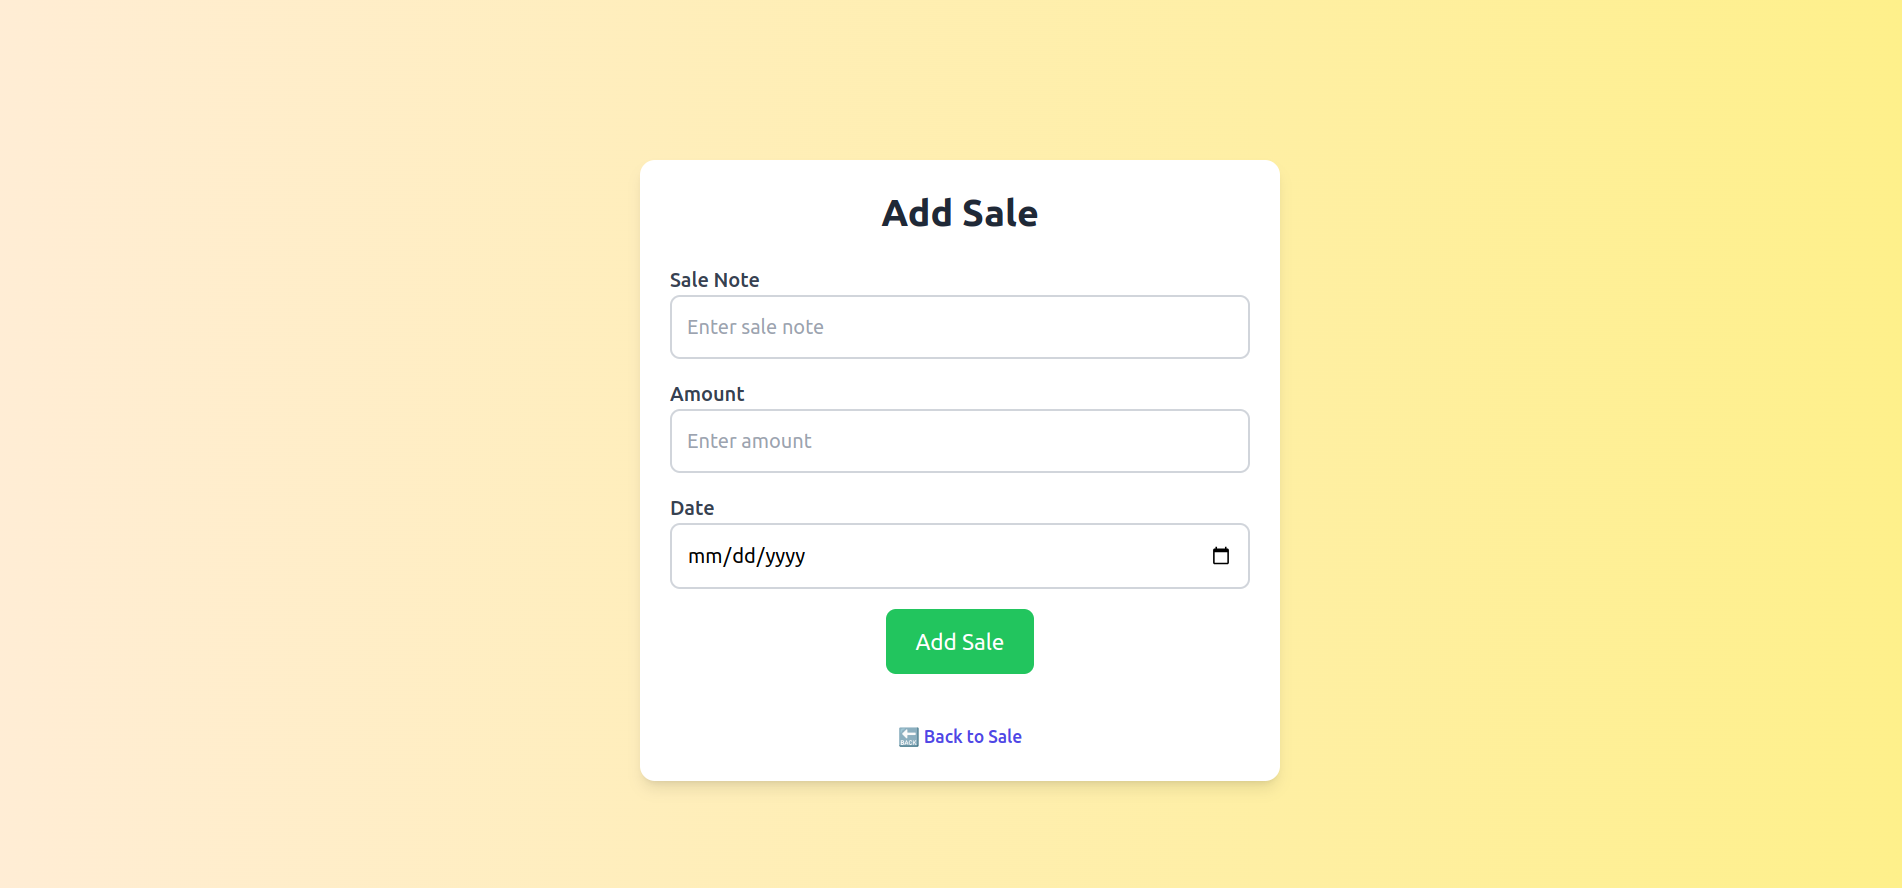 Add Sale
Sale Note
Enter sale note
Amount
Enter amount
Date
mm/dd/yyyy
Add Sale
BACK Back to Sale